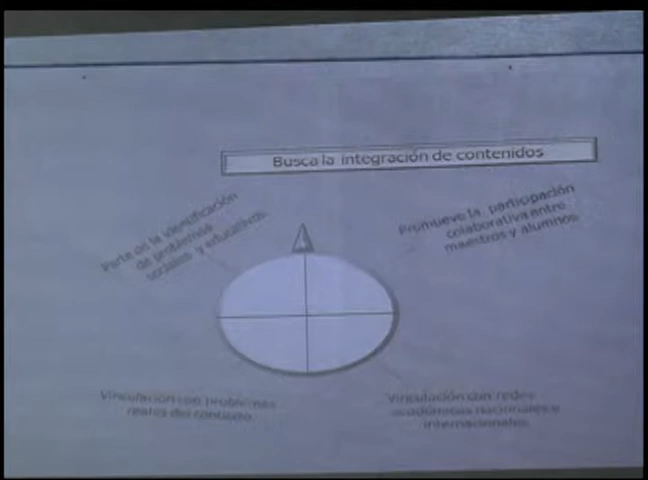 Busca la integración de contenidos
Parte de la identificación
de problemas
sociales y educativos
Promueve la participación
colaborativa entre
maestros y alumnos
Vinculación con problemas
reales del contexto
Vinculación con redes
académicas nacionales e
internacionales